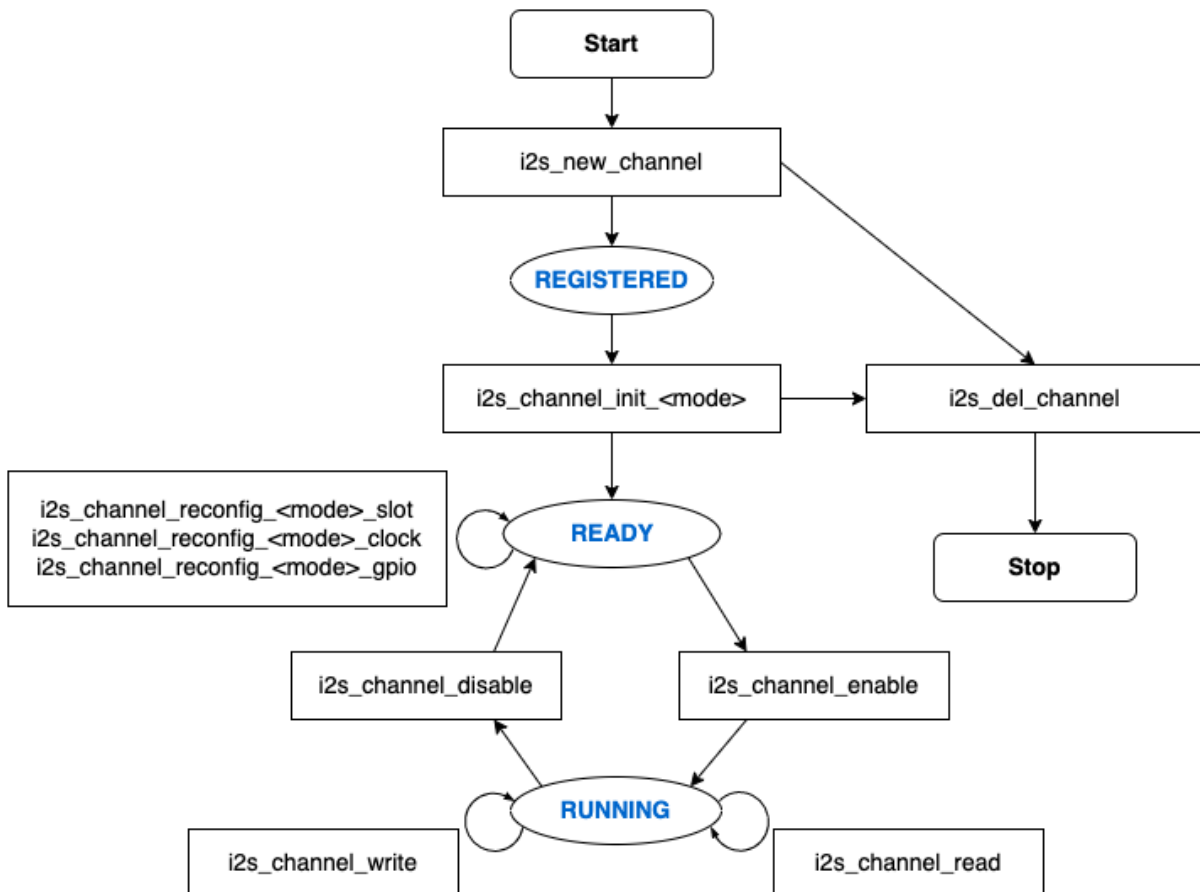 Start
i2s_new_channel
REGISTERED
i2s_channel_init_<mode>
i2s_del_channel
i2s_channel_reconfig_<mode>_slot
i2s_channel_reconfig_<mode>_clock
i2s_channel_reconfig_<mode>_gpio
READY
Stop
i2s_channel_disable
i2s_channel_enable
RUNNING
i2s_channel_write
i2s_channel_read